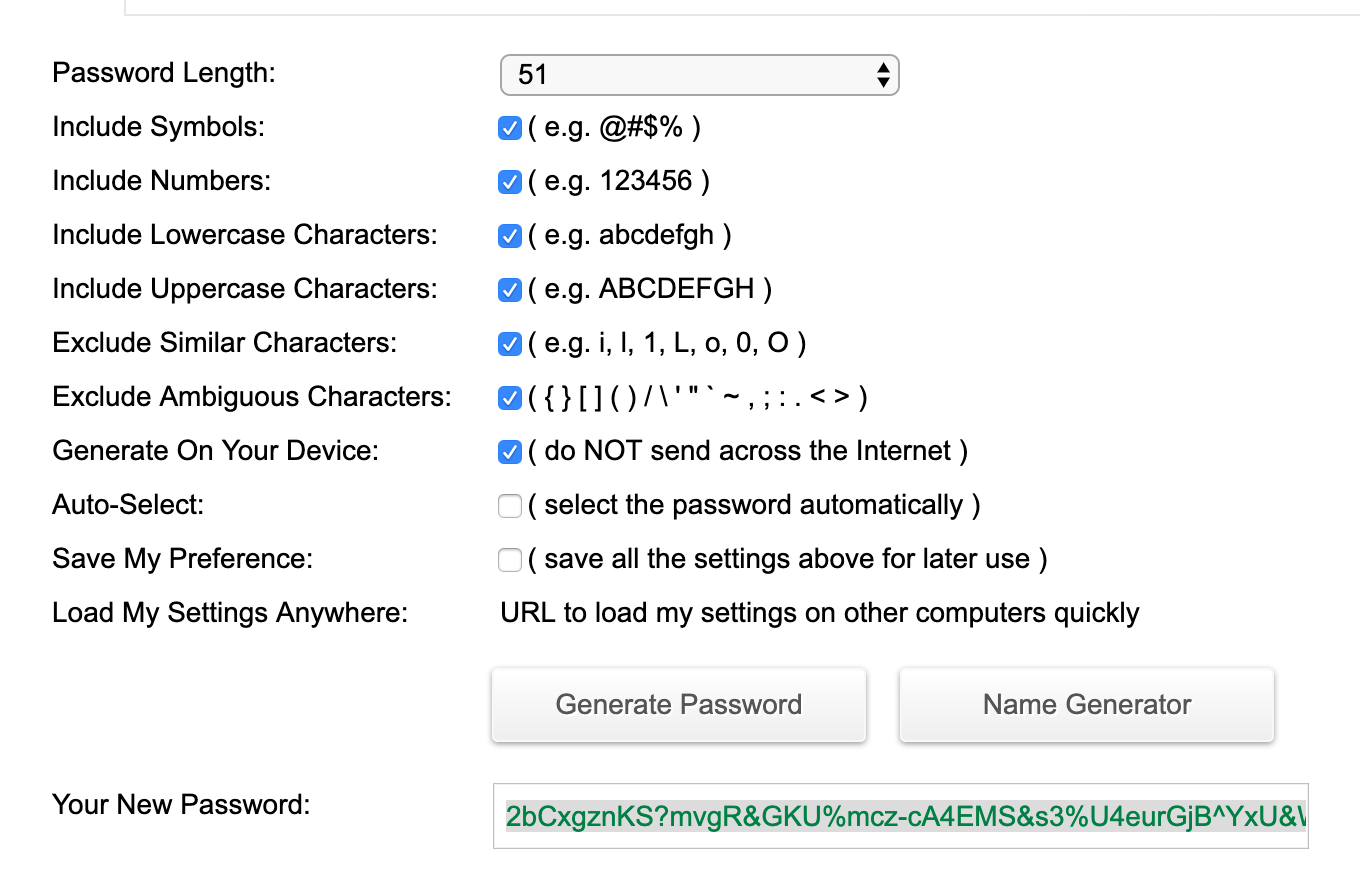 Password Length: 51
Include Symbols: ( e.g. @#$% )
Include Numbers: ( e.g. 123456 )
Include Lowercase Characters: ( e.g. abcdefgh )
Include Uppercase Characters: ( e.g. ABCDEFGH )
Exclude Similar Characters: ( e.g. i, l, 1, L, o, 0, O )
Exclude Ambiguous Characters: ( { } [ ] ( ) / \ ' " ` ~ , ; : . < > )
Generate On Your Device: ( do NOT send across the Internet )
Auto-Select: ( select the password automatically )
Save My Preference: ( save all the settings above for later use )
Load My Settings Anywhere: URL to load my settings on other computers quickly
Generate Password Name Generator
Your New Password: 2bCxgznKS?mvgR&GKU%mcz-cA4EMS&s3%U4eurGjB^YxU&